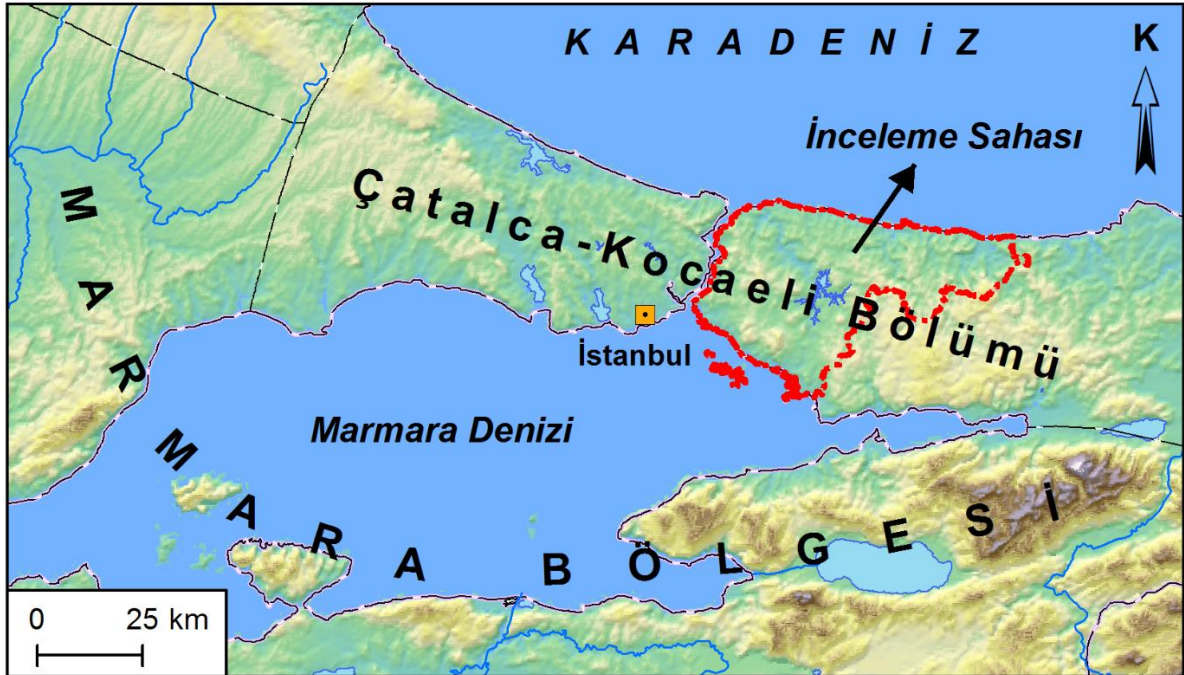 K A R A D E N İ Z
K
İnceleme Sahası
Çatalca-Kocaeli Bölümü
İstanbul
Marmara Denizi
M A R M A R A B Ö L G E S İ
0 25 km